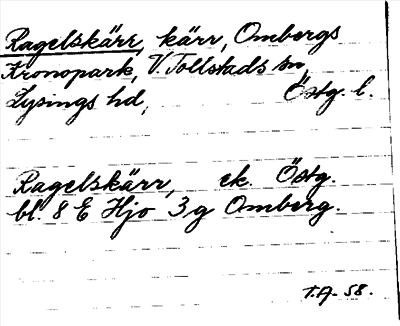 Ragelskärr, kärr, Ombergs
Kronopark, V. Tollstads sn,
Lysings hd, Östg. l.
Ragelskärr, ek. Östg.
bl. 8 E Hjo 3 g Omberg.
T.A. 58.